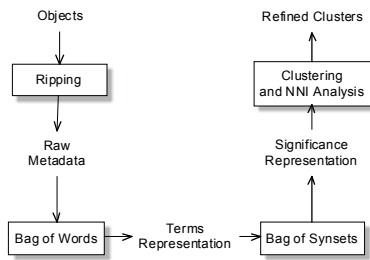 Objects
Ripping
Raw
Metadata
Bag of Words
Terms
Representation
Bag of Synsets
Significance
Representation
Clustering
and NNI Analysis
Refined Clusters